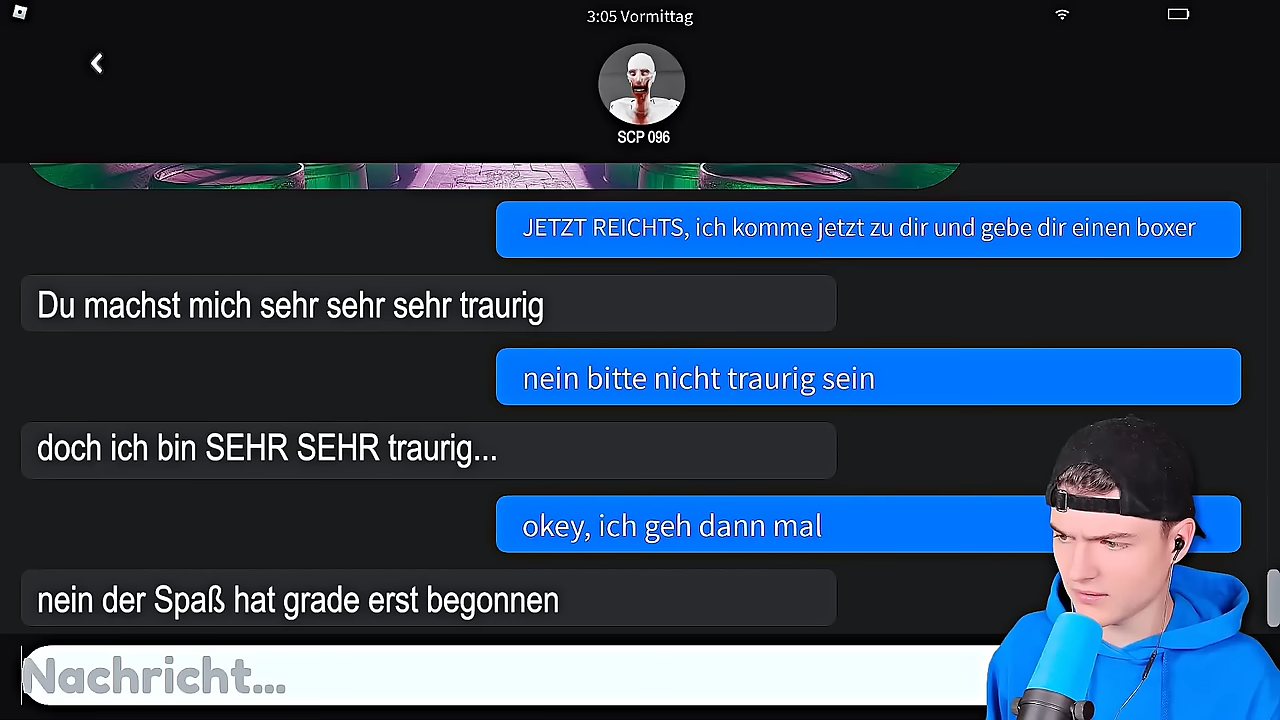 3:05 Vormittag
SCP 096
JETZT REICHTS, ich komme jetzt zu dir und gebe dir einen boxer
Du machst mich sehr sehr sehr traurig
nein bitte nicht traurig sein
doch ich bin SEHR SEHR traurig...
okey, ich geh dann mal
nein der Spaß hat grade erst begonnen
Nachricht...